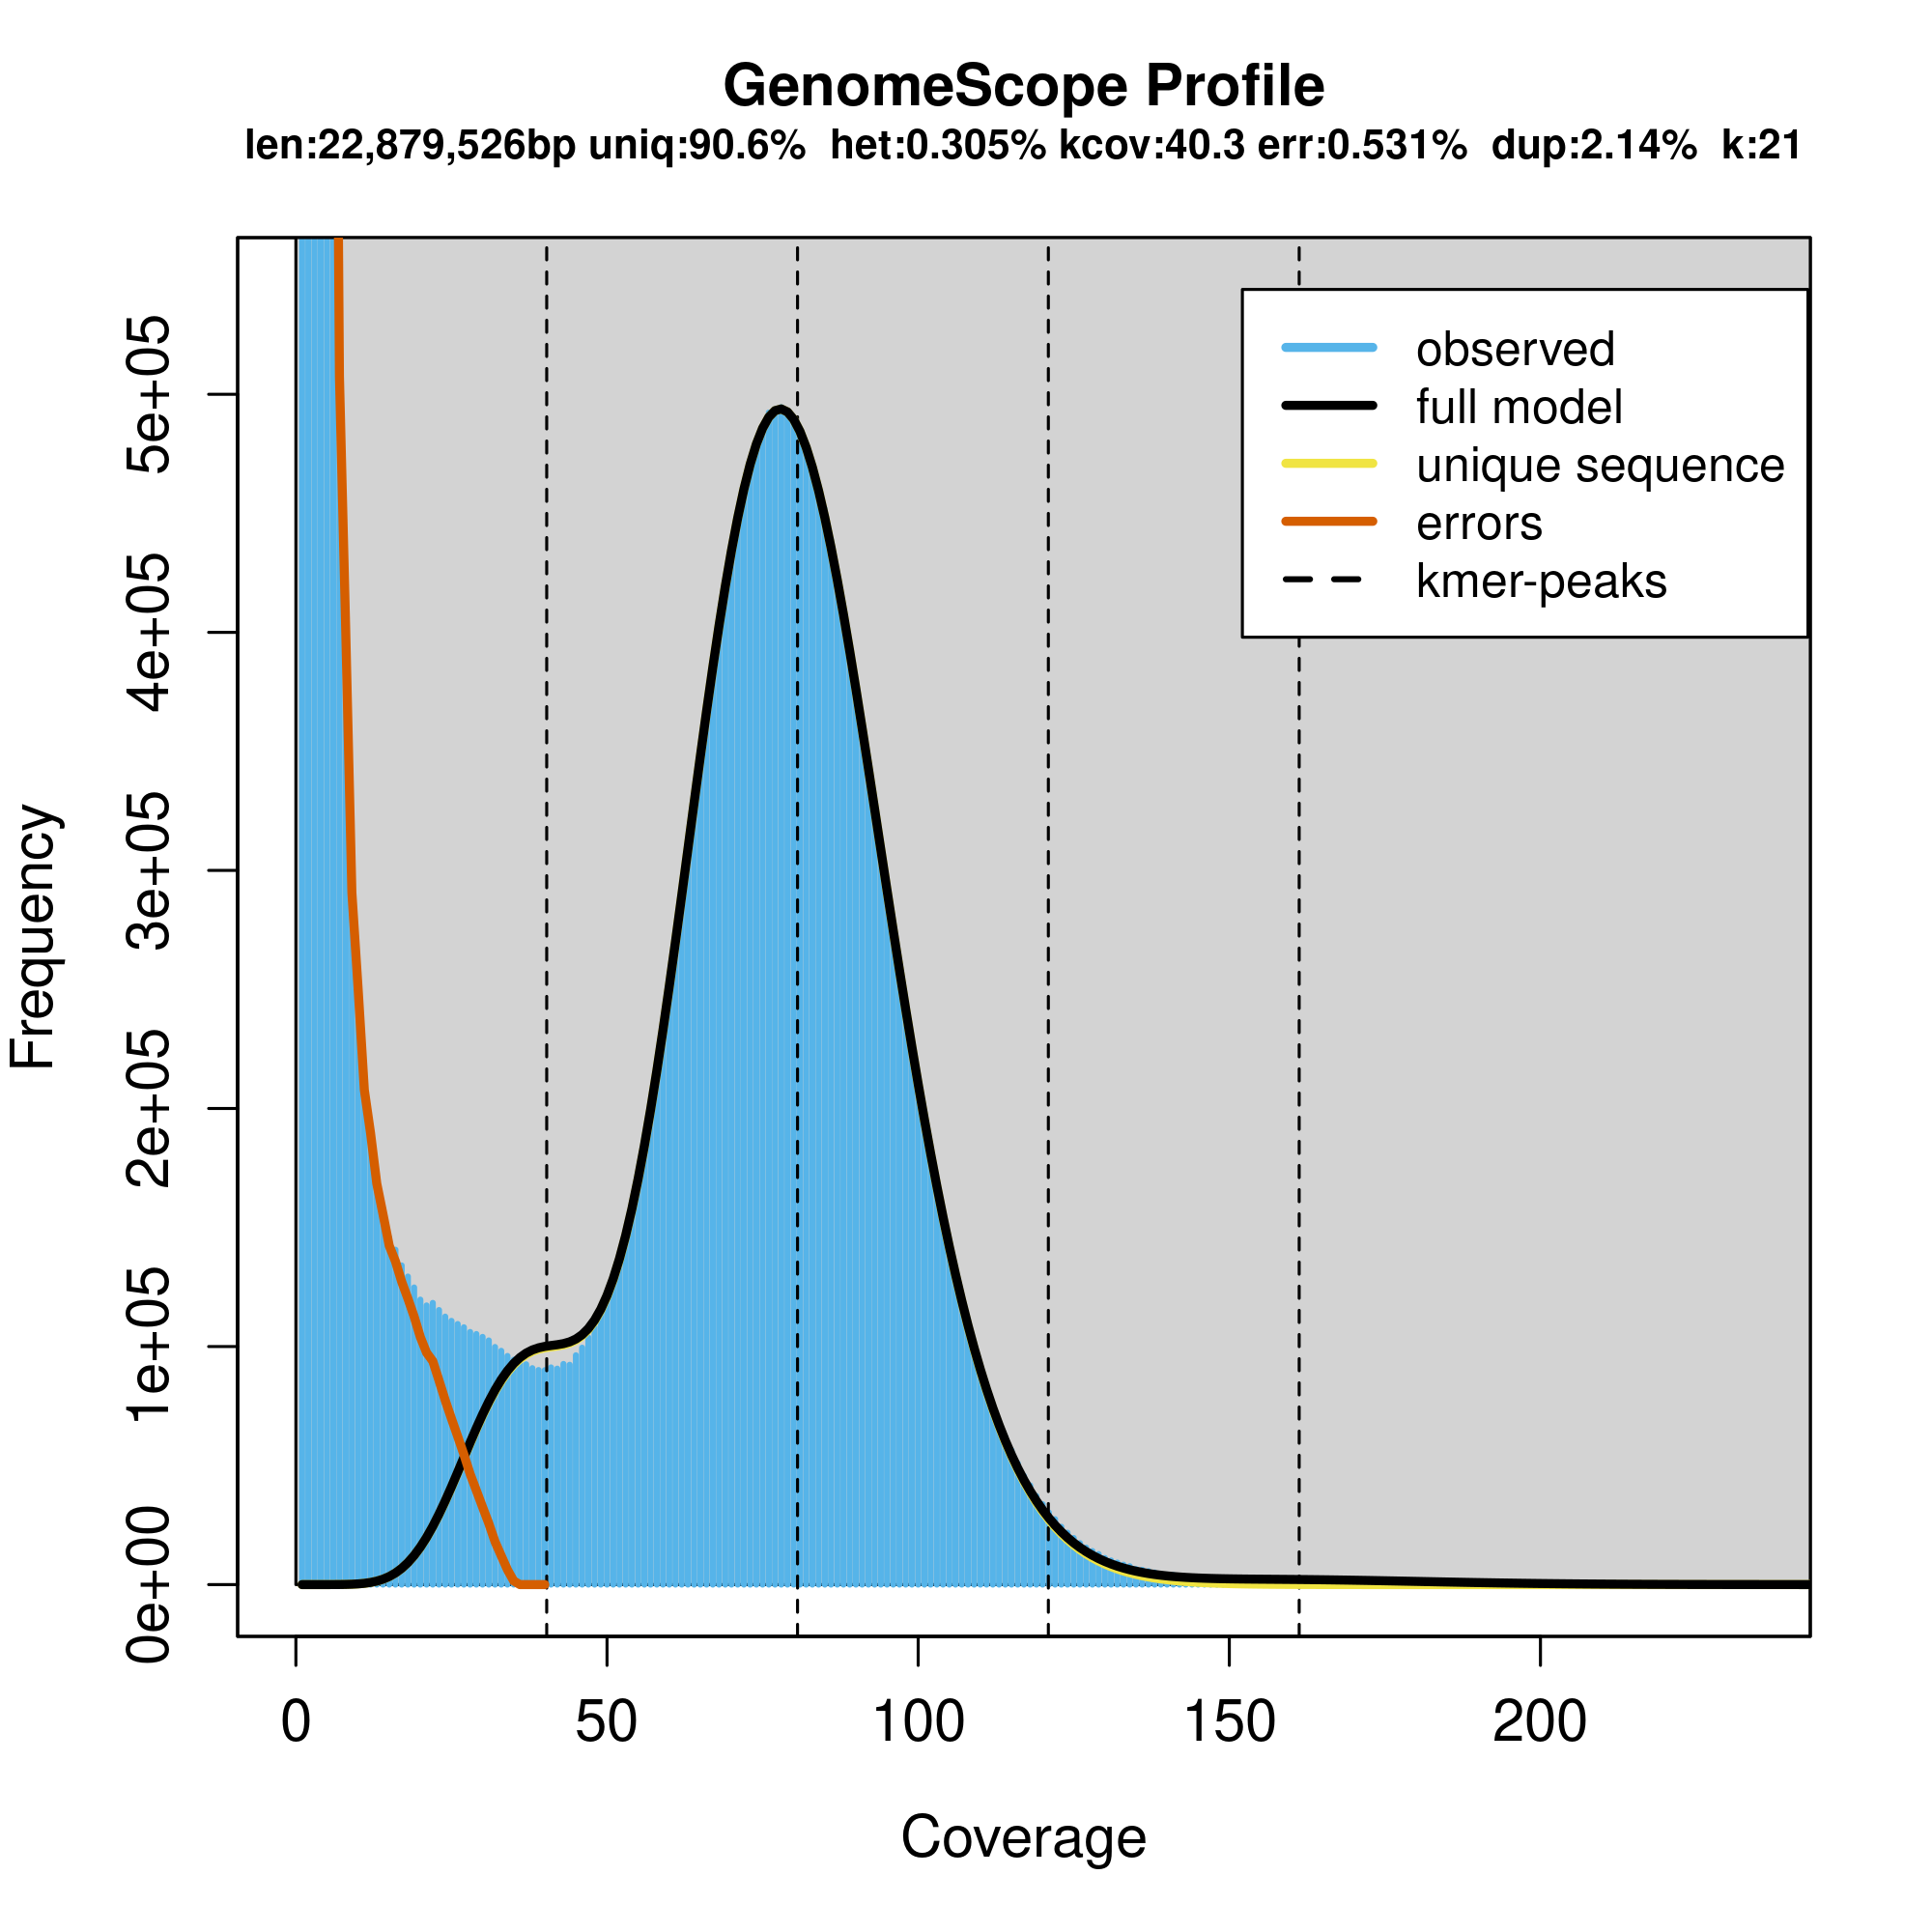 GenomeScope Profile
len:22,879,526bp uniq:90.6% het:0.305% kcov:40.3 err:0.531% dup:2.14% k:21
observed
full model
unique sequence
errors
kmer-peaks
Frequency
5e+05
4e+05
3e+05
2e+05
1e+05
0e+00
0 50 100 150 200
Coverage